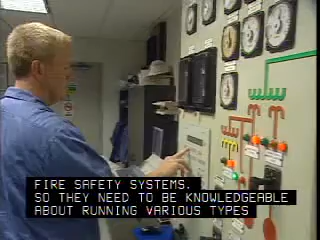 FIRE SAFETY SYSTEMS.
SO THEY NEED TO BE KNOWLEDGEABLE
ABOUT RUNNING VARIOUS TYPES